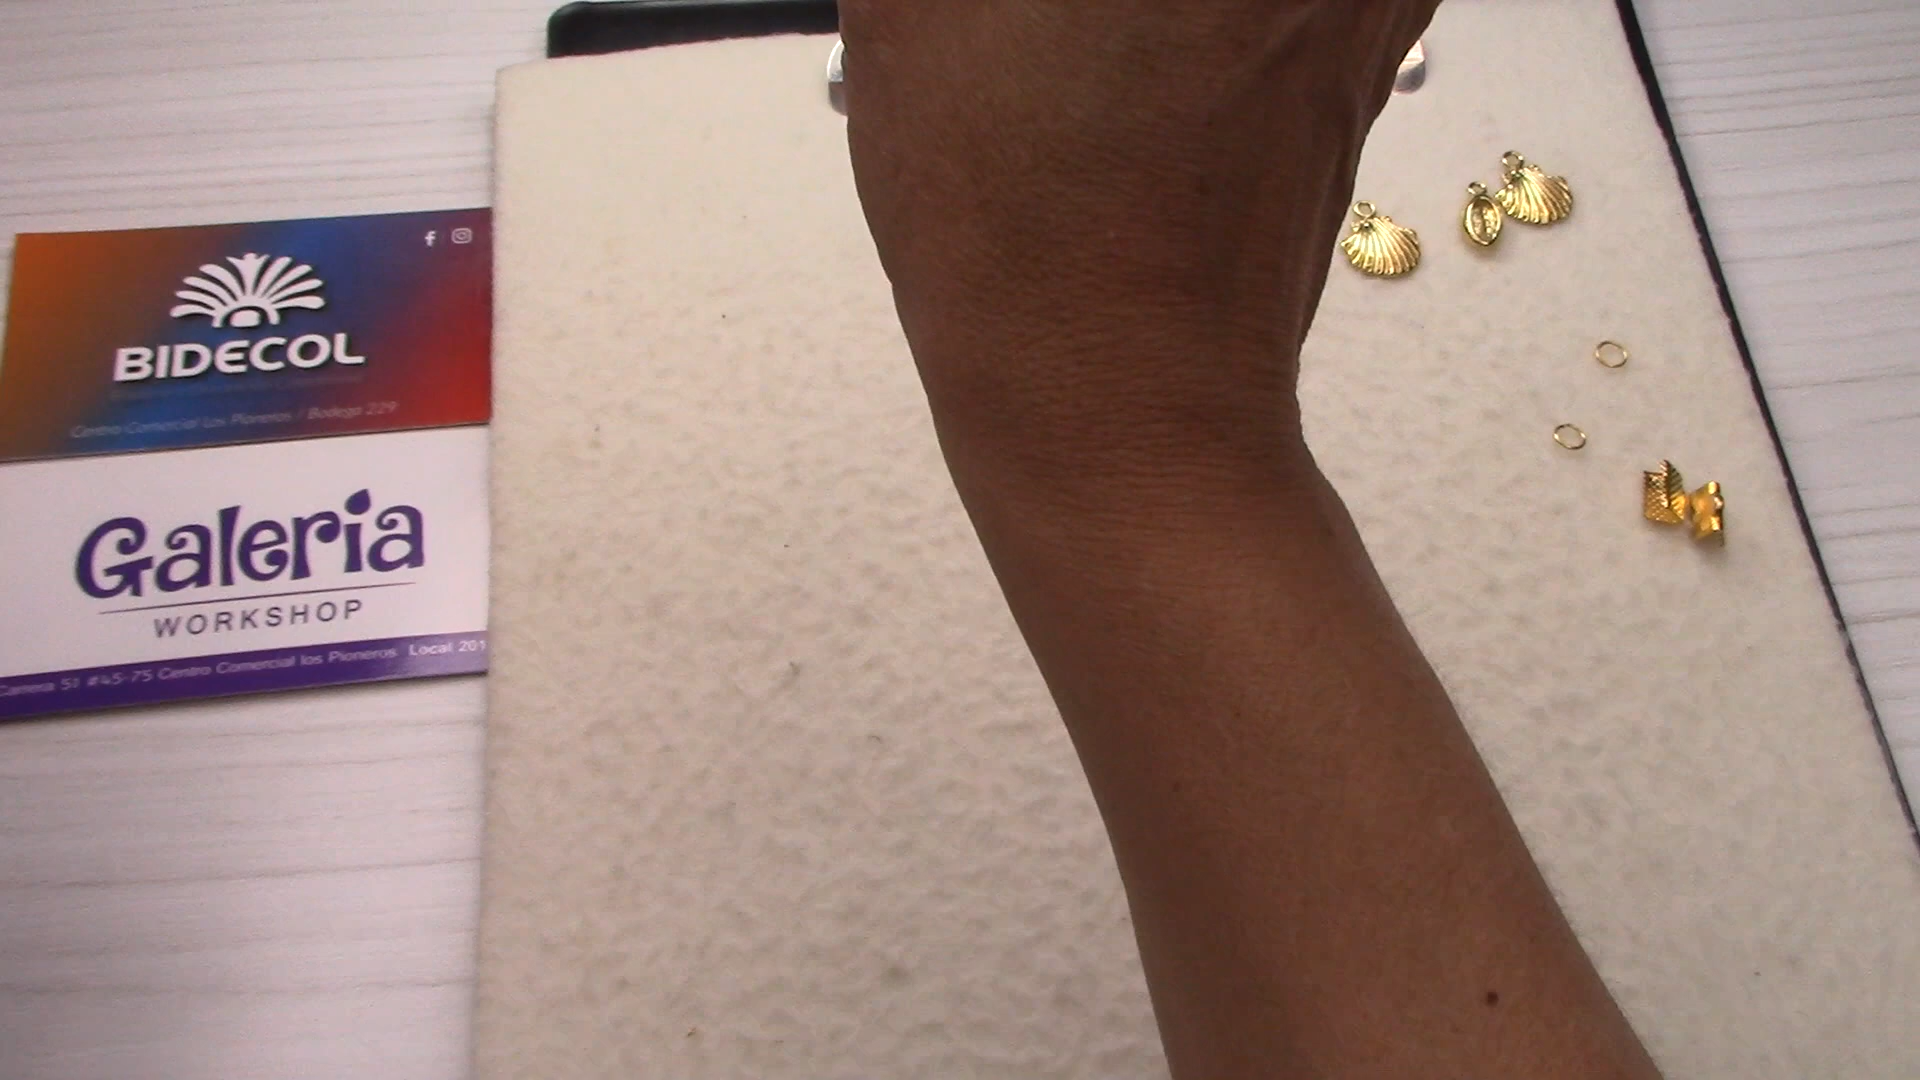 BIDECOL
Centro Comercial Los Pioneros / Bodega 229
Galeria
WORKSHOP
Carrera 51 #45-75 Centro Comercial los Pioneros Local 201